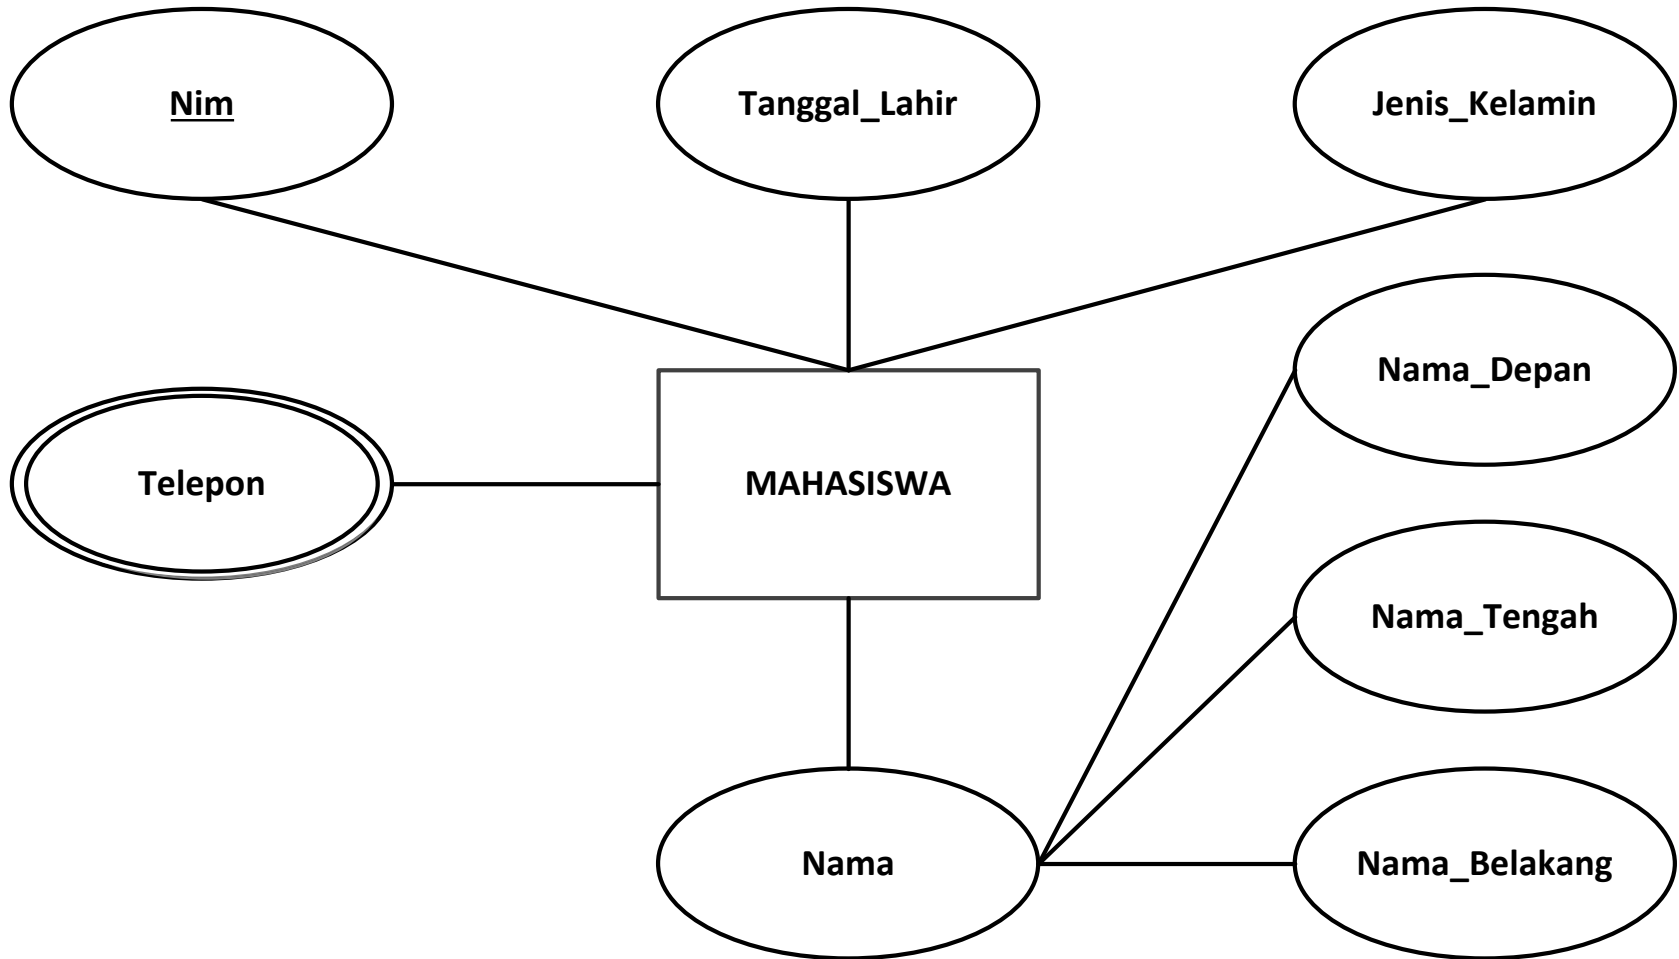 Nim
Tanggal_Lahir
Jenis_Kelamin
Nama_Depan
Telepon
MAHASISWA
Nama_Tengah
Nama
Nama_Belakang